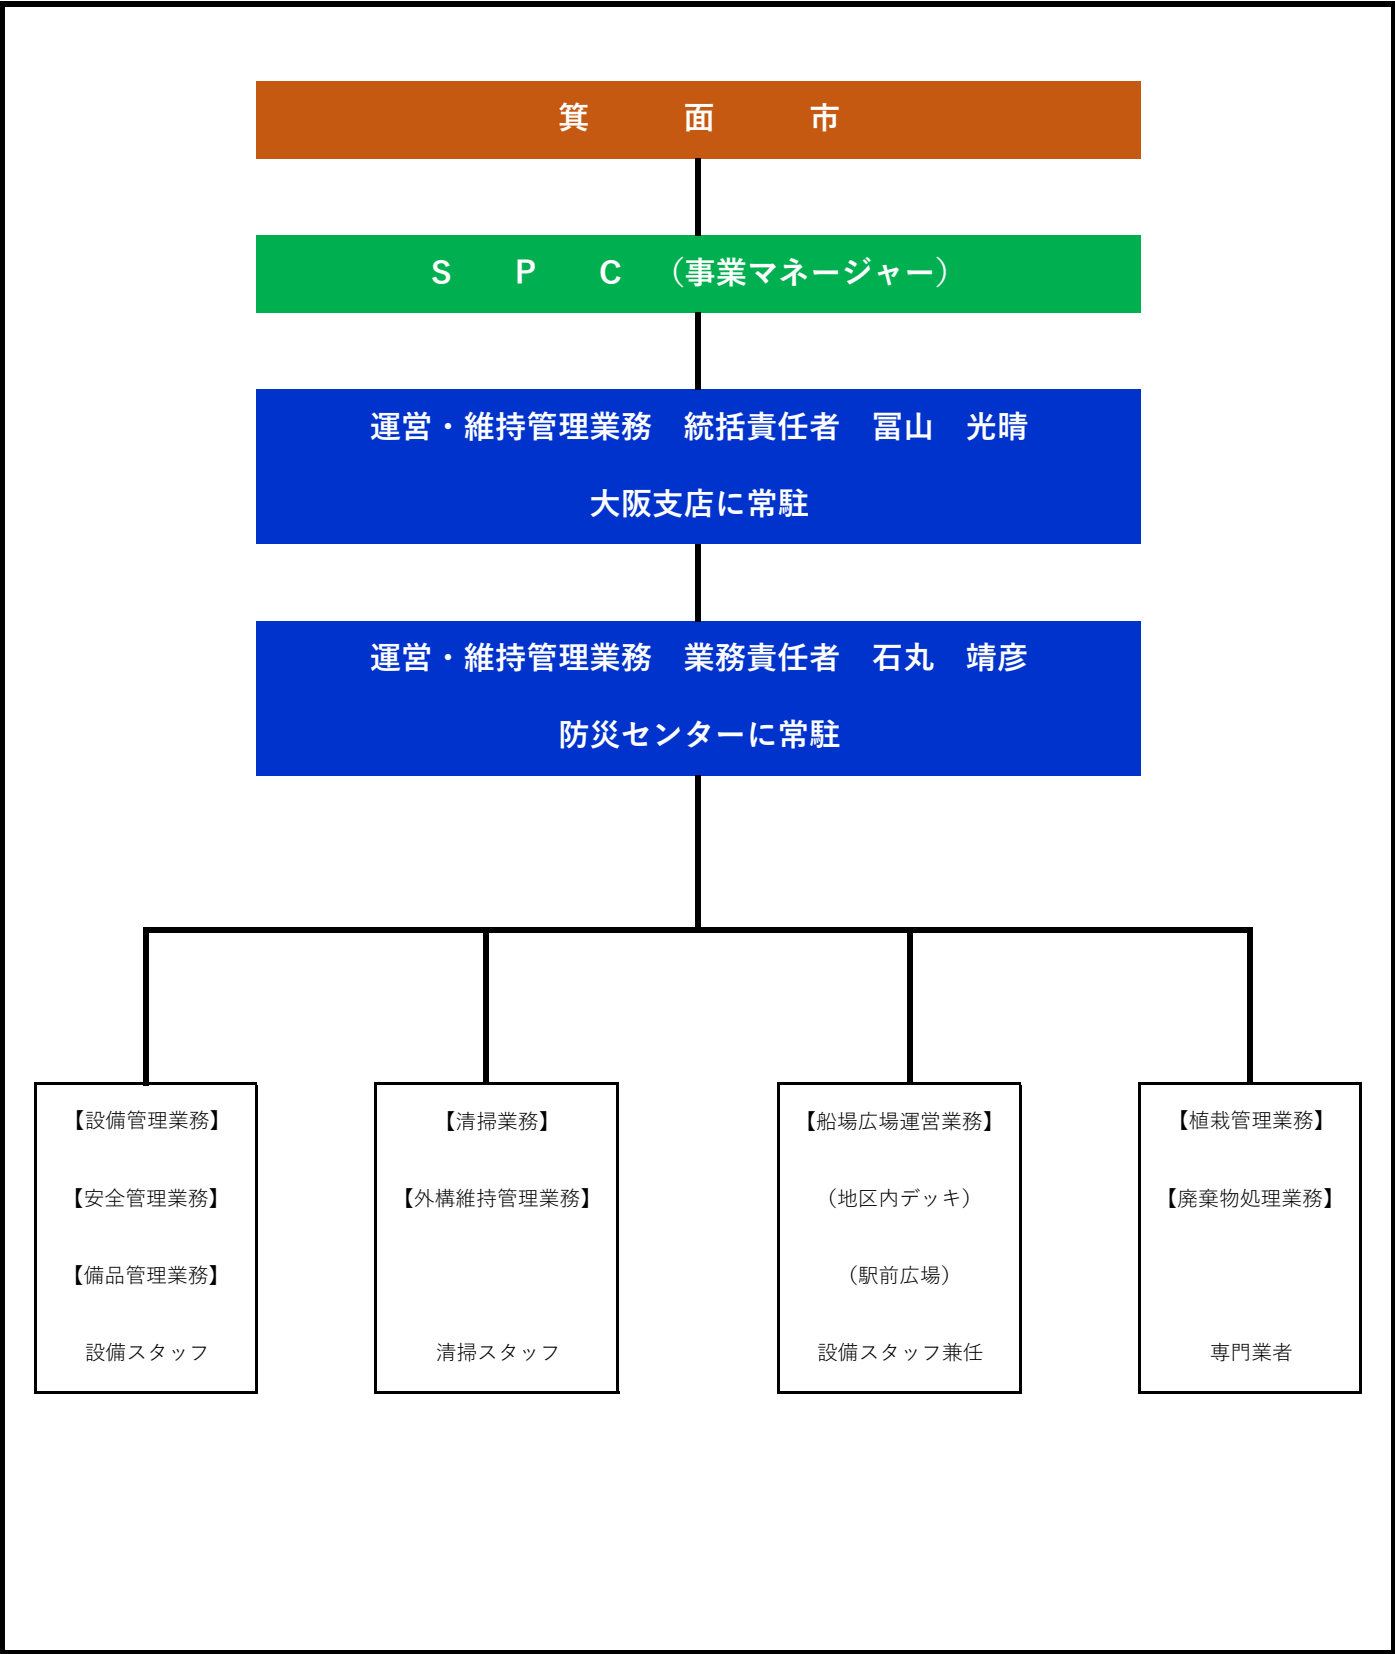 箕　　　面　　　市
Ｓ　　Ｐ　　Ｃ　（事業マネージャー）
運営・維持管理業務　統括責任者　冨山　光晴
大阪支店に常駐
運営・維持管理業務　業務責任者　石丸　靖彦
防災センターに常駐
【設備管理業務】
【安全管理業務】
【備品管理業務】
設備スタッフ
【清掃業務】
【外構維持管理業務】
清掃スタッフ
【船場広場運営業務】
（地区内デッキ）
（駅前広場）
設備スタッフ兼任
【植栽管理業務】
【廃棄物処理業務】
専門業者